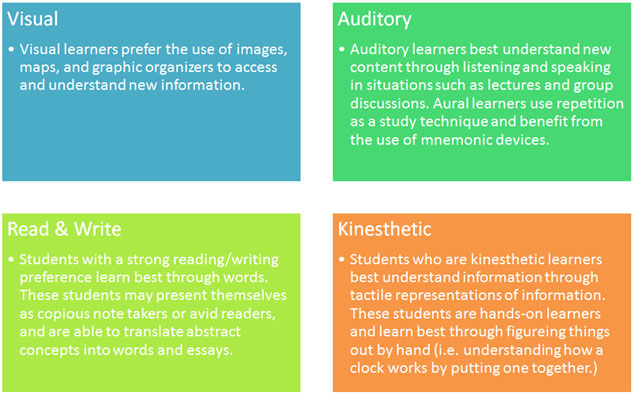 Visual
• Visual learners prefer the use of images,
maps, and graphic organizers to access
and understand new information.
Auditory
• Auditory learners best understand new
content through listening and speaking
in situations such as lectures and group
discussions. Aural learners use repetition
as a study technique and benefit from
the use of mnemonic devices.
Read & Write
• Students with a strong reading/writing
preference learn best through words.
These students may present themselves
as copious note takers or avid readers,
and are able to translate abstract
concepts into words and essays.
Kinesthetic
• Students who are kinesthetic learners
best understand information through
tactile representations of information.
These students are hands-on learners
and learn best through figureing things
out by hand (i.e. understanding how a
clock works by putting one together.)